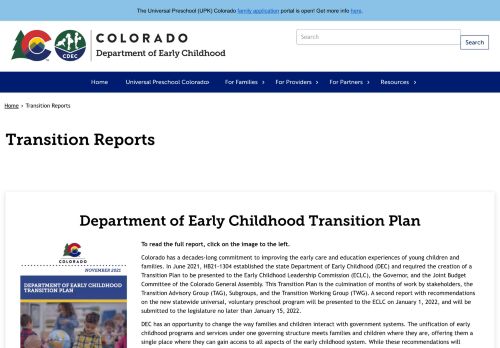 The Universal Preschool (UPK) Colorado family application portal is open! Get more info here.
COLORADO
Department of Early Childhood
CDEC
Search
Search
Home
Universal Preschool Colorado
For Families
For Providers
For Partners
Resources
Home › Transition Reports
Transition Reports
Department of Early Childhood Transition Plan
COLORADO
NOVEMBER 2021
DEPARTMENT OF EARLY CHILDHOOD
TRANSITION PLAN
To read the full report, click on the image to the left.
Colorado has a decades-long commitment to improving the early care and education experiences of young children and
families. In June 2021, HB21-1304 established the state Department of Early Childhood (DEC) and required the creation of a
Transition Plan to be presented to the Early Childhood Leadership Commission (ECLC), the Governor, and the Joint Budget
Committee of the Colorado General Assembly. This Transition Plan is the culmination of months of work by stakeholders, the
Transition Advisory Group (TAG), Subgroups, and the Transition Working Group (TWG). A second report with recommendations
on the new statewide universal, voluntary preschool program will be presented to the ECLC on January 1, 2022, and will be
submitted to the legislature no later than January 15, 2022.
DEC has an opportunity to change the way families and children interact with government systems. The unification of early
childhood programs and services under one governing structure meets families and children where they are, offering them a
single place where they can gain access to all aspects of the early childhood system. While these recommendations will